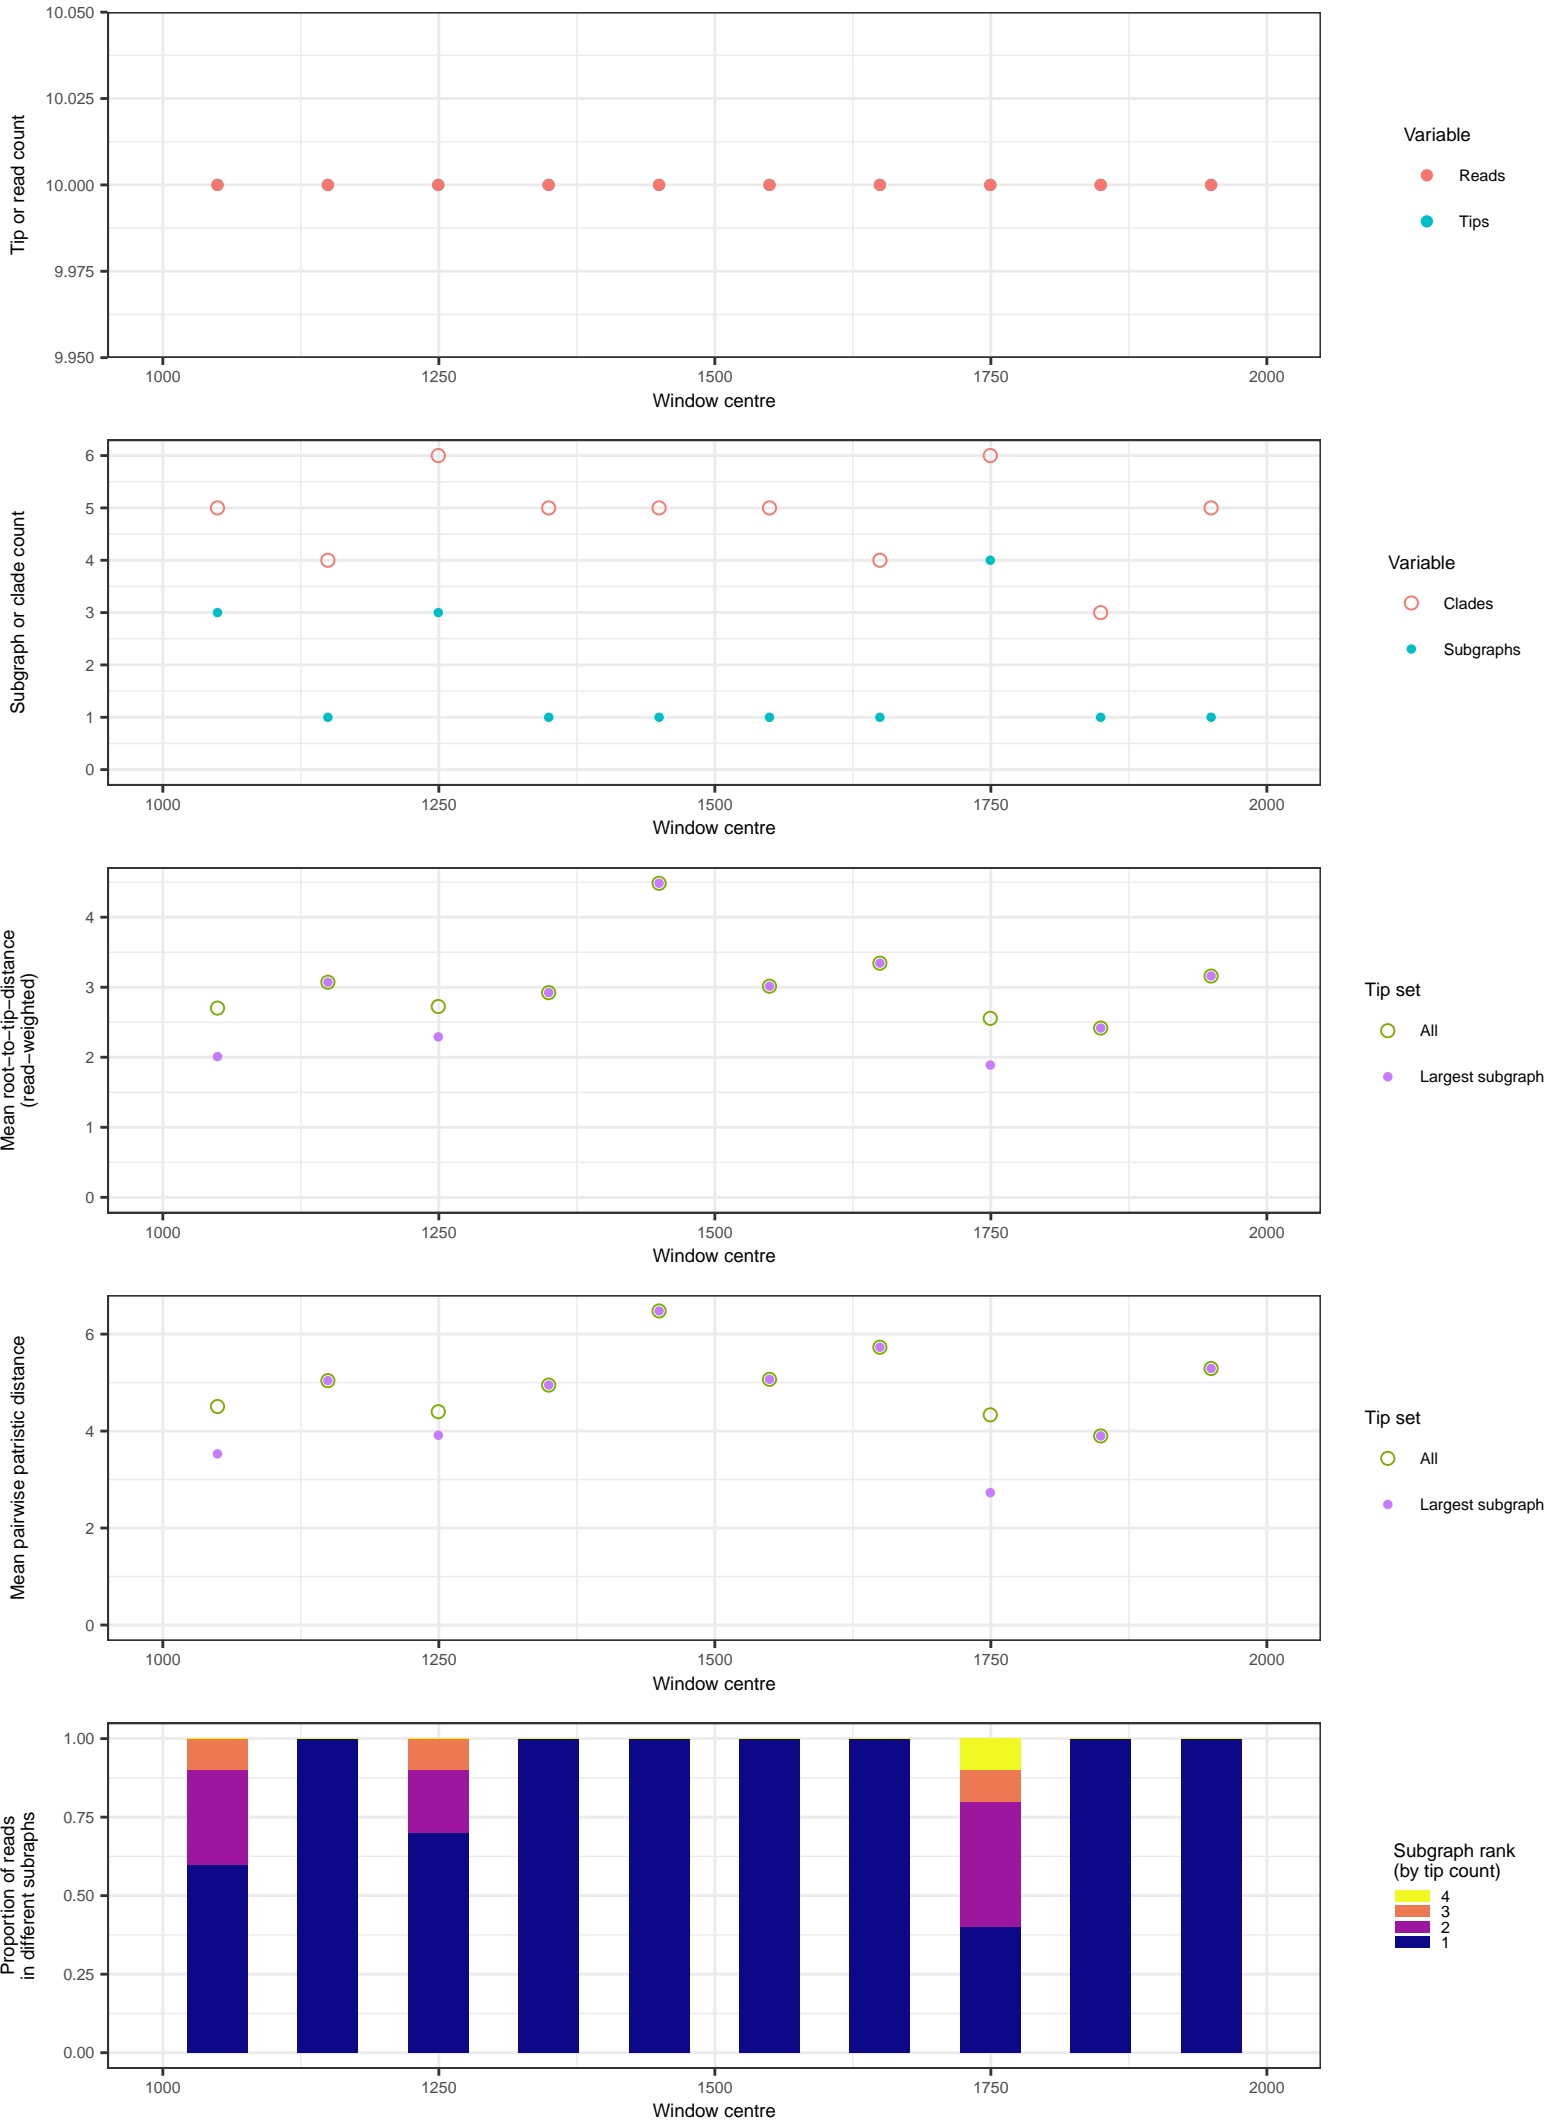 10.050
10.025
10.000
9.975
9.950
Tip or read count
1000 1250 1500 1750 2000
Window centre
Variable
Reads
Tips
6
5
4
3
2
1
0
Subgraph or clade count
1000 1250 1500 1750 2000
Window centre
Variable
Clades
Subgraphs
4
3
2
1
0
Mean root−to−tip−distance
(read−weighted)
1000 1250 1500 1750 2000
Window centre
Tip set
All
Largest subgraph
6
4
2
0
Mean pairwise patristic distance
1000 1250 1500 1750 2000
Window centre
Tip set
All
Largest subgraph
1.00
0.75
0.50
0.25
0.00
Proportion of reads
in different subraphs
1000 1250 1500 1750 2000
Window centre
Subgraph rank
(by tip count)
4
3
2
1